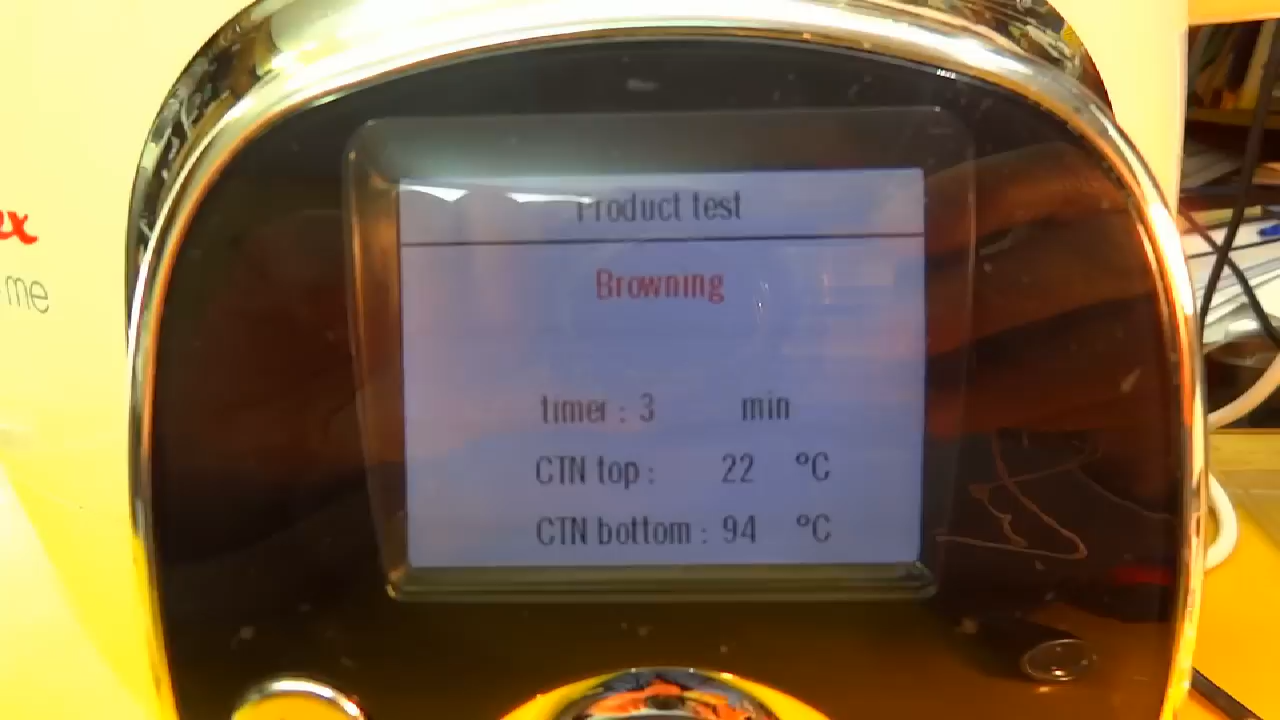 Product test
Browning
timer : 3 min
CTN top : 22 °C
CTN bottom : 94 °C
me